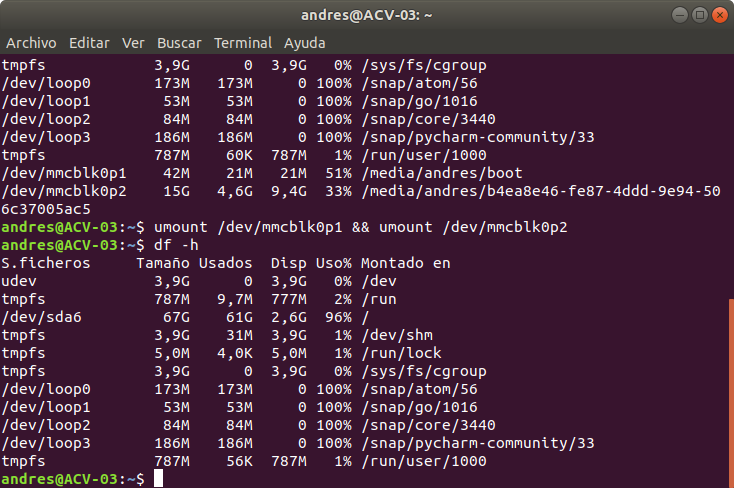 andres@ACV-03: ~
Archivo Editar Ver Buscar Terminal Ayuda
tmpfs 3,9G 0 3,9G 0% /sys/fs/cgroup
/dev/loop0 173M 173M 0 100% /snap/atom/56
/dev/loop1 53M 53M 0 100% /snap/go/1016
/dev/loop2 84M 84M 0 100% /snap/core/3440
/dev/loop3 186M 186M 0 100% /snap/pycharm-community/33
tmpfs 787M 60K 787M 1% /run/user/1000
/dev/mmcblk0p1 42M 21M 21M 51% /media/andres/boot
/dev/mmcblk0p2 15G 4,6G 9,4G 33% /media/andres/b4ea8e46-fe87-4ddd-9e94-50
6c37005ac5
andres@ACV-03:~$ umount /dev/mmcblk0p1 && umount /dev/mmcblk0p2
andres@ACV-03:~$ df -h
S.ficheros Tamaño Usados Disp Uso% Montado en
udev 3,9G 0 3,9G 0% /dev
tmpfs 787M 9,7M 777M 2% /run
/dev/sda6 67G 61G 2,6G 96% /
tmpfs 3,9G 31M 3,9G 1% /dev/shm
tmpfs 5,0M 4,0K 5,0M 1% /run/lock
tmpfs 3,9G 0 3,9G 0% /sys/fs/cgroup
/dev/loop0 173M 173M 0 100% /snap/atom/56
/dev/loop1 53M 53M 0 100% /snap/go/1016
/dev/loop2 84M 84M 0 100% /snap/core/3440
/dev/loop3 186M 186M 0 100% /snap/pycharm-community/33
tmpfs 787M 56K 787M 1% /run/user/1000
andres@ACV-03:~$